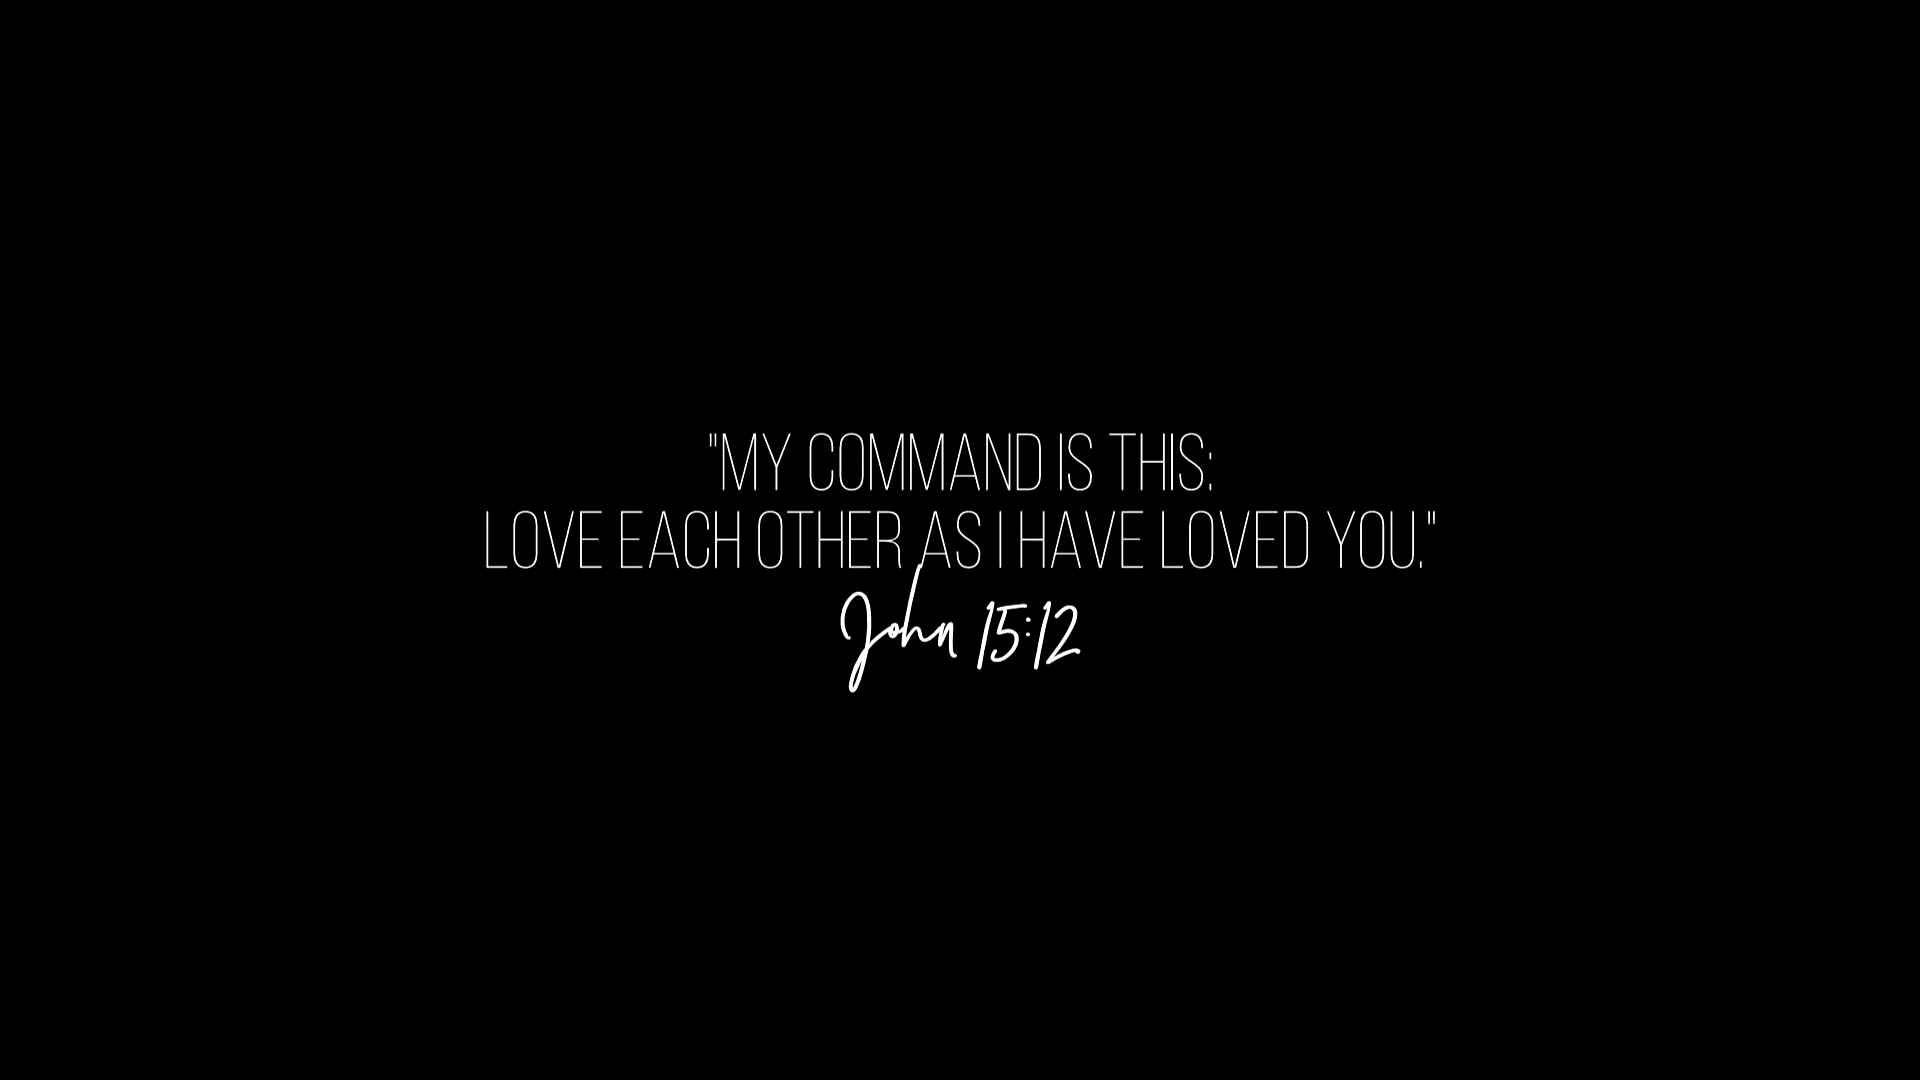 "MY COMMAND IS THIS:
LOVE EACH OTHER AS I HAVE LOVED YOU."
John 15:12